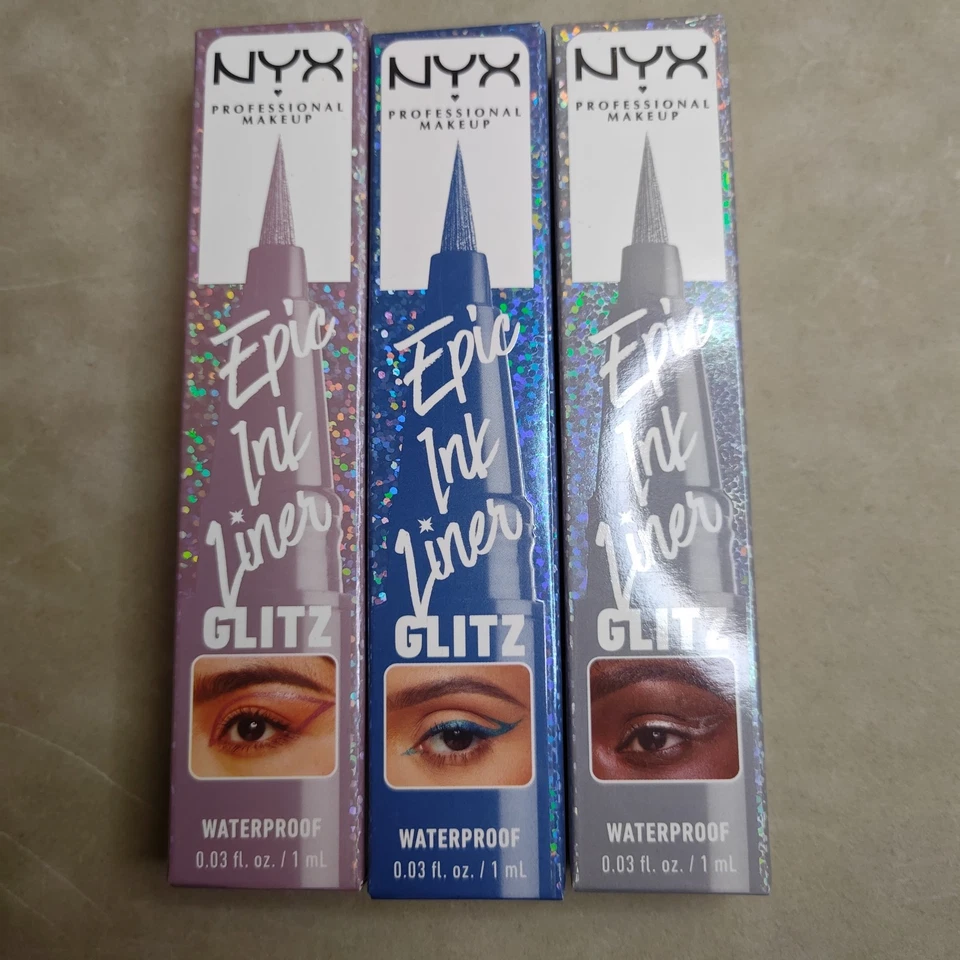 NYX
PROFESSIONAL
MAKEUP
Epic
Ink
Liner
GLITZ
WATERPROOF
0.03 fl. oz. / 1 mL
NYX
PROFESSIONAL
MAKEUP
Epic
Ink
Liner
GLITZ
WATERPROOF
0.03 fl. oz. / 1 mL
NYX
PROFESSIONAL
MAKEUP
Epic
Ink
Liner
GLITZ
WATERPROOF
0.03 fl. oz. / 1 mL